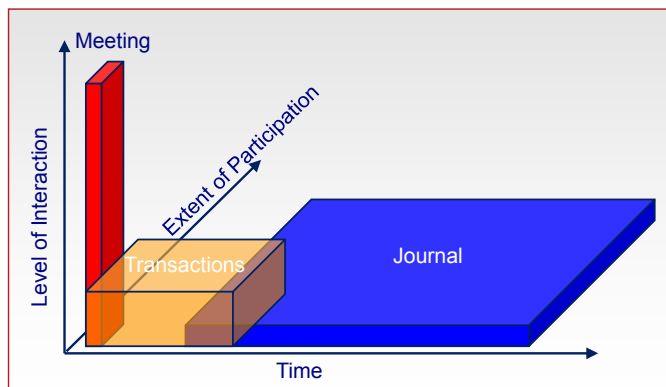 Meeting
Level of Interaction
Extent of Participation
Transactions
Journal
Time